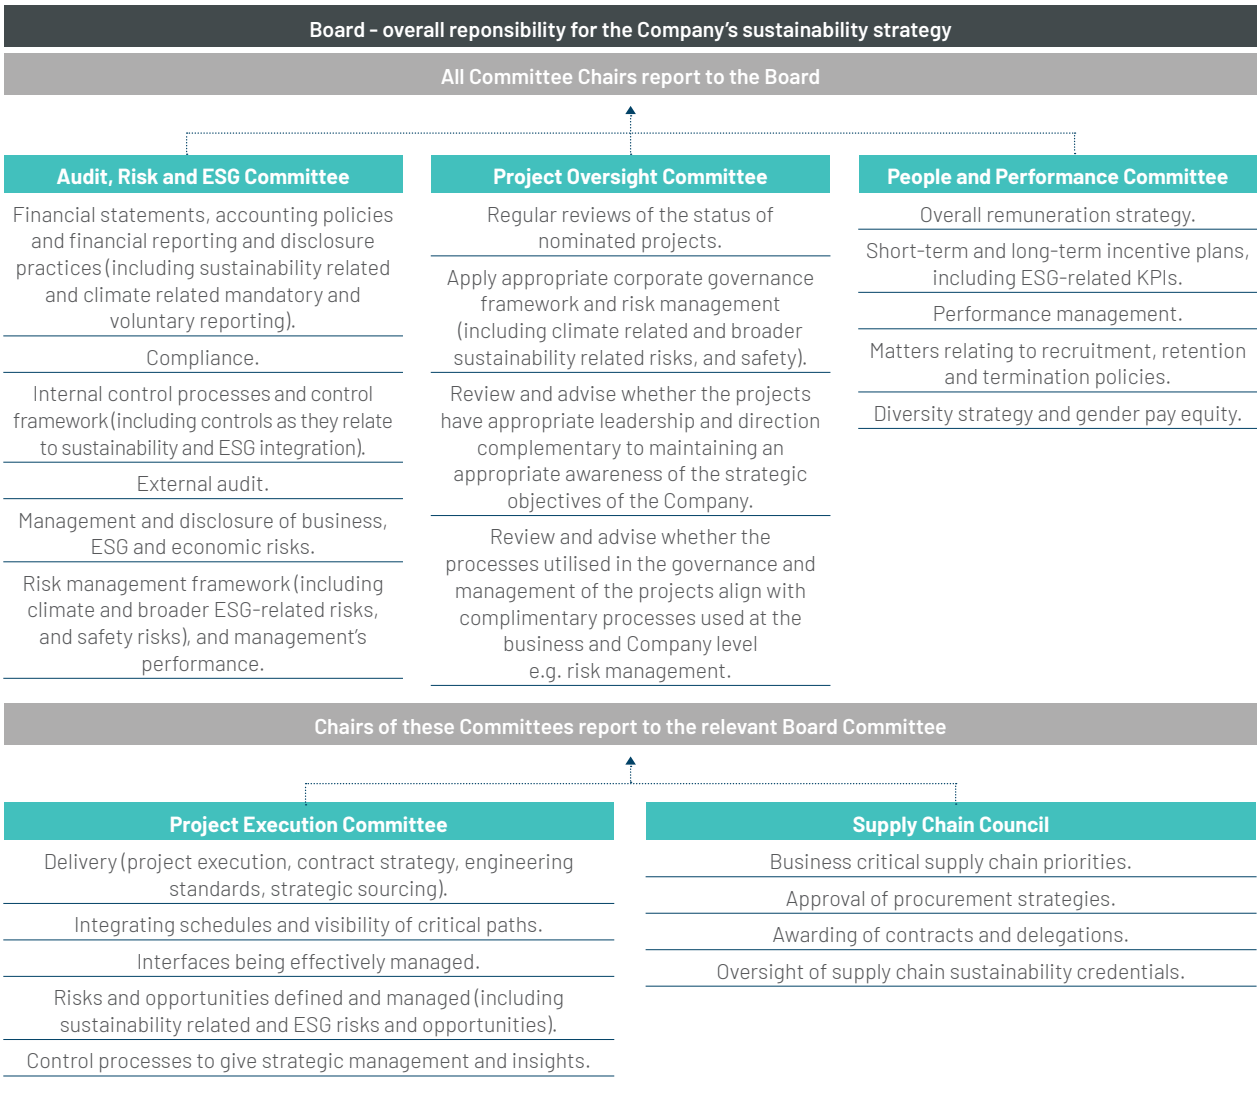 Board - overall reponsibility for the Company's sustainability strategy
All Committee Chairs report to the Board
Audit, Risk and ESG Committee
Financial statements, accounting policies
and financial reporting and disclosure
practices (including sustainability related
and climate related mandatory and
voluntary reporting).
Compliance.
Internal control processes and control
framework (including controls as they relate
to sustainability and ESG integration).
External audit.
Management and disclosure of business,
ESG and economic risks.
Risk management framework (including
climate and broader ESG-related risks,
and safety risks), and management's
performance.
Project Oversight Committee
Regular reviews of the status of
nominated projects.
Apply appropriate corporate governance
framework and risk management
(including climate related and broader
sustainability related risks, and safety).
Review and advise whether the projects
have appropriate leadership and direction
complementary to maintaining an
appropriate awareness of the strategic
objectives of the Company.
Review and advise whether the
processes utilised in the governance and
management of the projects align with
complimentary processes used at the
business and Company level
e.g. risk management.
People and Performance Committee
Overall remuneration strategy.
Short-term and long-term incentive plans,
including ESG-related KPIs.
Performance management.
Matters relating to recruitment, retention
and termination policies.
Diversity strategy and gender pay equity.
Chairs of these Committees report to the relevant Board Committee
Project Execution Committee
Delivery (project execution, contract strategy, engineering
standards, strategic sourcing).
Integrating schedules and visibility of critical paths.
Interfaces being effectively managed.
Risks and opportunities defined and managed (including
sustainability related and ESG risks and opportunities).
Control processes to give strategic management and insights.
Supply Chain Council
Business critical supply chain priorities.
Approval of procurement strategies.
Awarding of contracts and delegations.
Oversight of supply chain sustainability credentials.